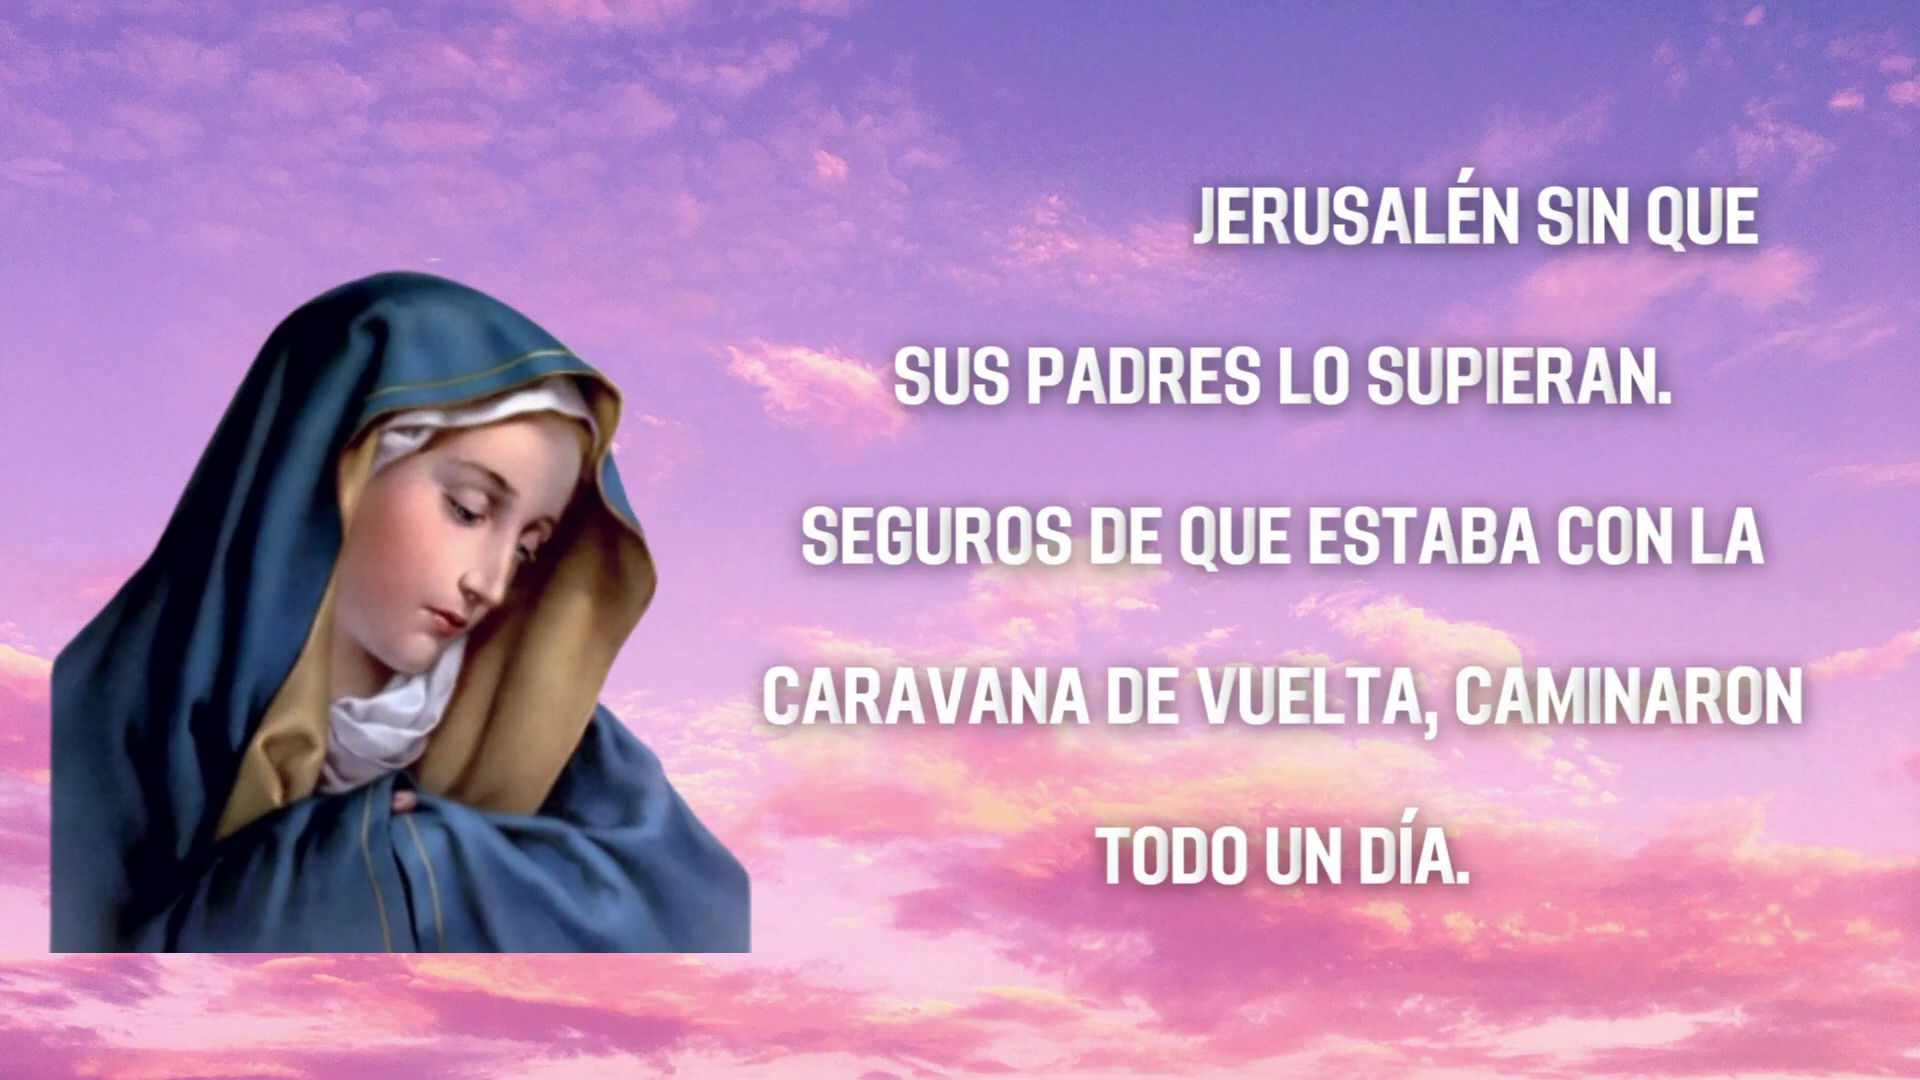 JERUSALÉN SIN QUE
SUS PADRES LO SUPIERAN.
SEGUROS DE QUE ESTABA CON LA
CARAVANA DE VUELTA, CAMINARON
TODO UN DÍA.